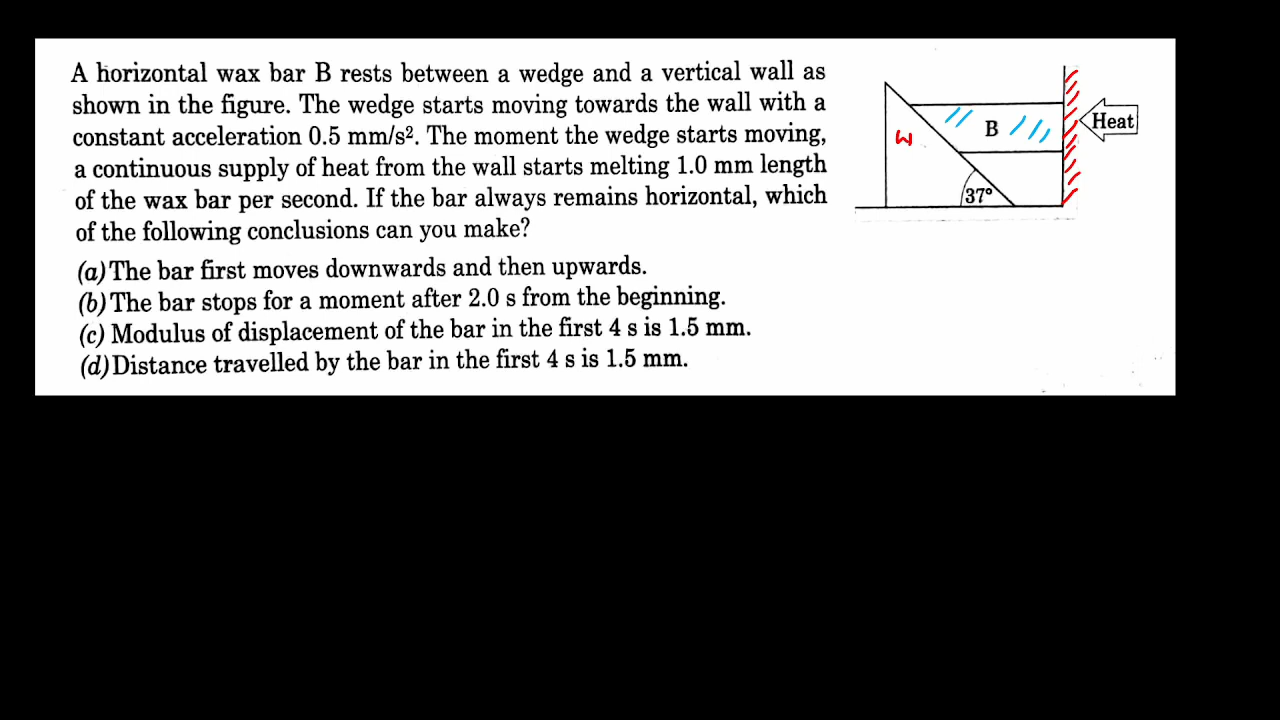 A horizontal wax bar B rests between a wedge and a vertical wall as
shown in the figure. The wedge starts moving towards the wall with a
constant acceleration 0.5 mm/s². The moment the wedge starts moving,
a continuous supply of heat from the wall starts melting 1.0 mm length
of the wax bar per second. If the bar always remains horizontal, which
of the following conclusions can you make?
(a) The bar first moves downwards and then upwards.
(b) The bar stops for a moment after 2.0 s from the beginning.
(c) Modulus of displacement of the bar in the first 4 s is 1.5 mm.
(d) Distance travelled by the bar in the first 4 s is 1.5 mm.
B
Heat
37°